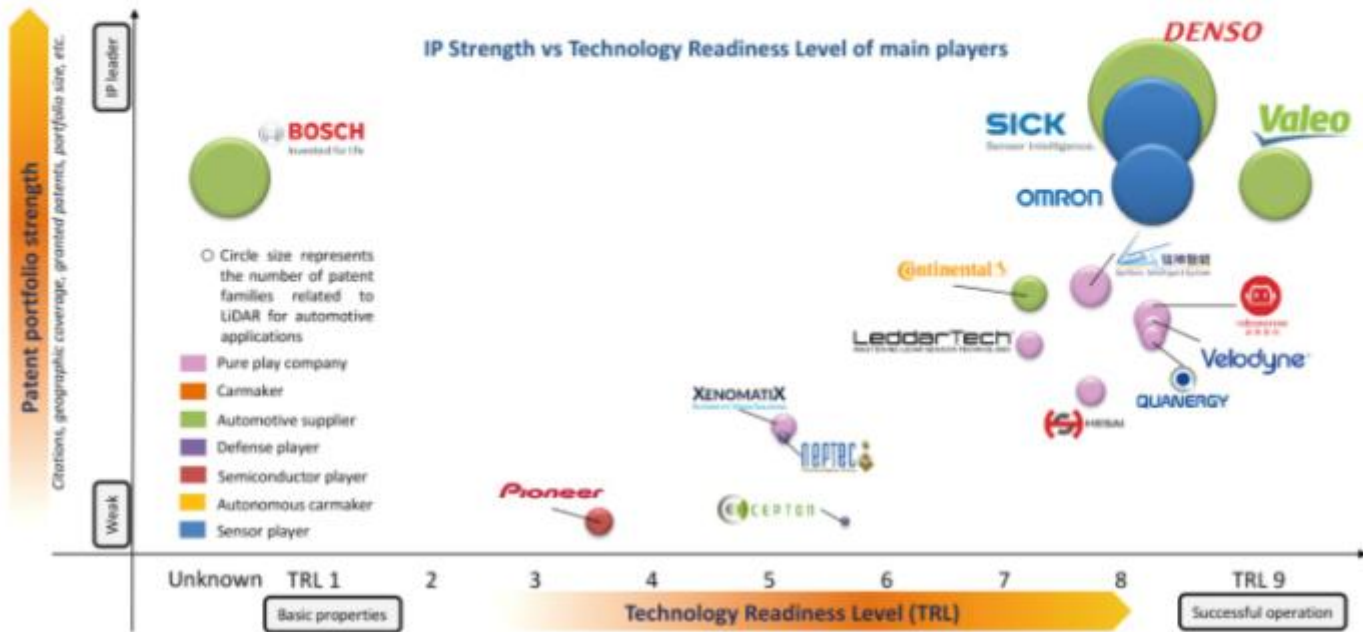 IP Strength vs Technology Readiness Level of main players
IP leader
Patent portfolio strength
Citations, geographic coverage, granted patents, portfolio size, etc.
Weak
BOSCH
Invented for life
DENSO
SICK
Sensor Intelligence.
Valeo
OMRON
Continental
LeddarTech
Velodyne
QUANERGY
HESAI
XENOMATIX
neptec
Pioneer
CEPTON
Circle size represents
the number of patent
families related to
LiDAR for automotive
applications
Pure play company
Carmaker
Automotive supplier
Defense player
Semiconductor player
Autonomous carmaker
Sensor player
Unknown TRL 1 2 3 4 5 6 7 8 TRL 9
Basic properties
Technology Readiness Level (TRL)
Successful operation